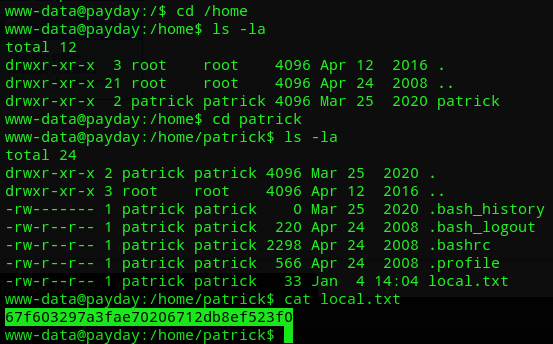 www-data@payday:/$ cd /home
www-data@payday:/home$ ls -la
total 12
drwxr-xr-x  3 root    root    4096 Apr 12  2016 .
drwxr-xr-x 21 root    root    4096 Apr 24  2008 ..
drwxr-xr-x  2 patrick patrick 4096 Mar 25  2020 patrick
www-data@payday:/home$ cd patrick
www-data@payday:/home/patrick$ ls -la
total 24
drwxr-xr-x 2 patrick patrick 4096 Mar 25  2020 .
drwxr-xr-x 3 root    root    4096 Apr 12  2016 ..
-rw------- 1 patrick patrick    0 Mar 25  2020 .bash_history
-rw-r--r-- 1 patrick patrick  220 Apr 24  2008 .bash_logout
-rw-r--r-- 1 patrick patrick 2298 Apr 24  2008 .bashrc
-rw-r--r-- 1 patrick patrick  566 Apr 24  2008 .profile
-rw-r--r-- 1 patrick patrick   33 Jan  4 14:04 local.txt
www-data@payday:/home/patrick$ cat local.txt
67f603297a3fae70206712db8ef523f0
www-data@payday:/home/patrick$